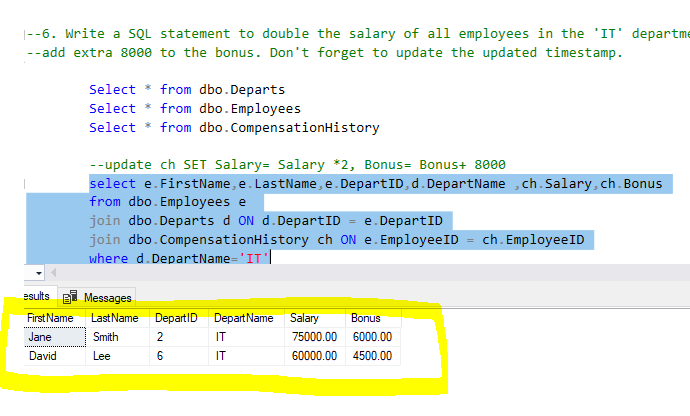 --6. Write a SQL statement to double the salary of all employees in the 'IT' departme
--add extra 8000 to the bonus. Don't forget to update the updated timestamp.
Select * from dbo.Departs
Select * from dbo.Employees
Select * from dbo.CompensationHistory
--update ch SET Salary= Salary *2, Bonus= Bonus+ 8000
select e.FirstName,e.LastName,e.DepartID,d.DepartName ,ch.Salary,ch.Bonus
from dbo.Employees e
join dbo.Departs d ON d.DepartID = e.DepartID
join dbo.CompensationHistory ch ON e.EmployeeID = ch.EmployeeID
where d.DepartName='IT'
esults Messages
FirstName LastName DepartID DepartName Salary Bonus
Jane Smith 2 IT 75000.00 6000.00
David Lee 6 IT 60000.00 4500.00